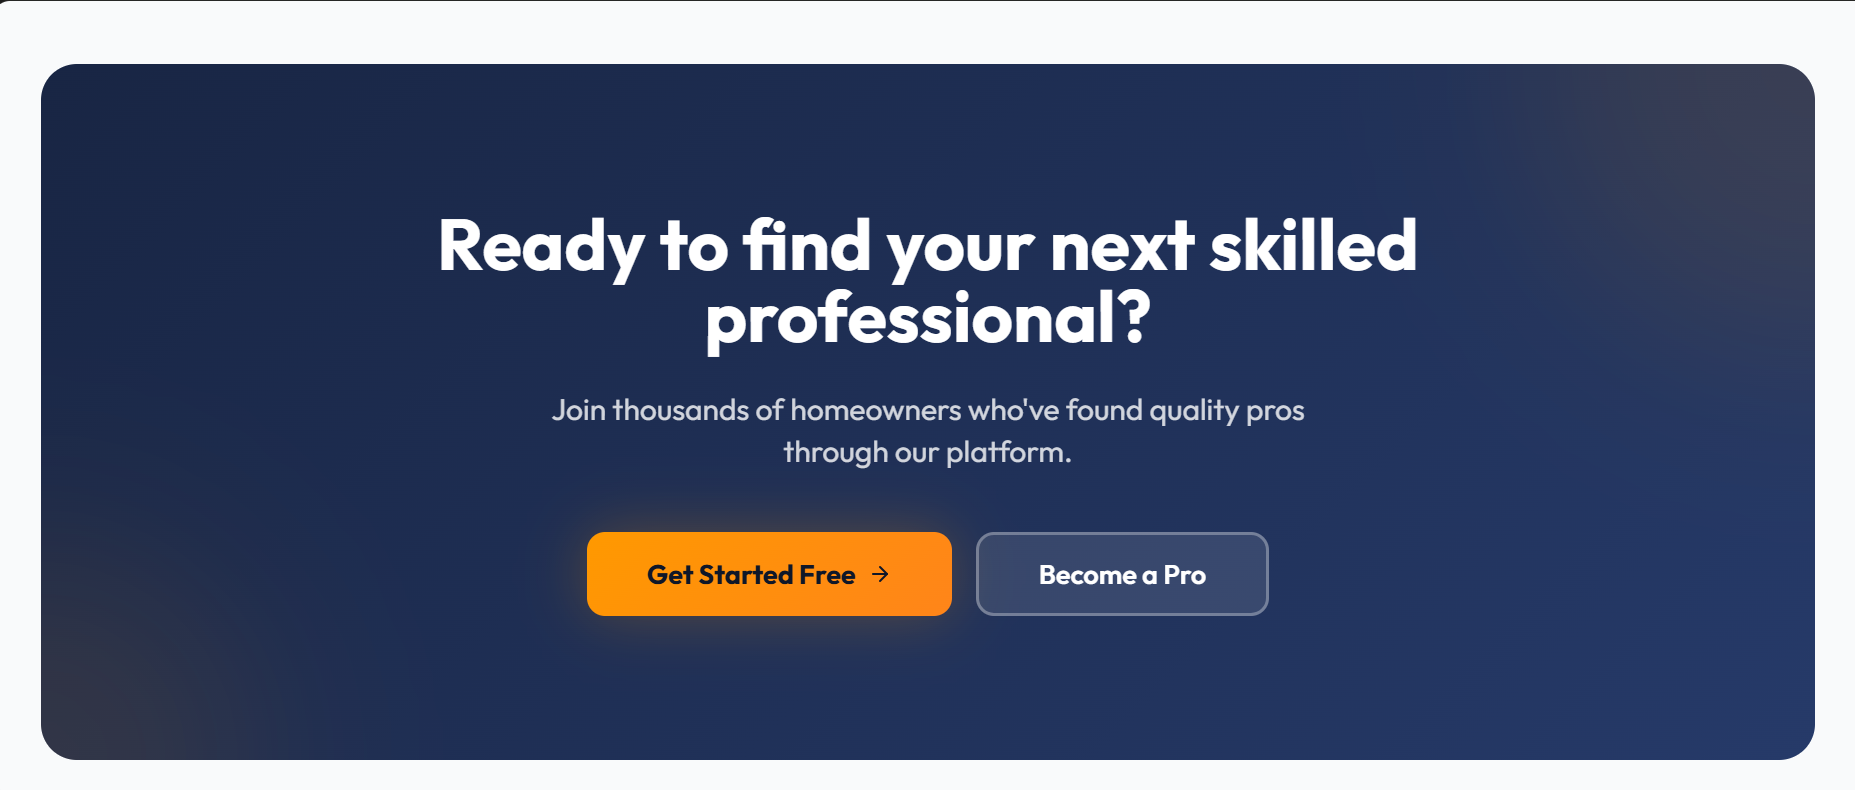 Ready to find your next skilled
professional?
Join thousands of homeowners who've found quality pros
through our platform.
Get Started Free →
Become a Pro